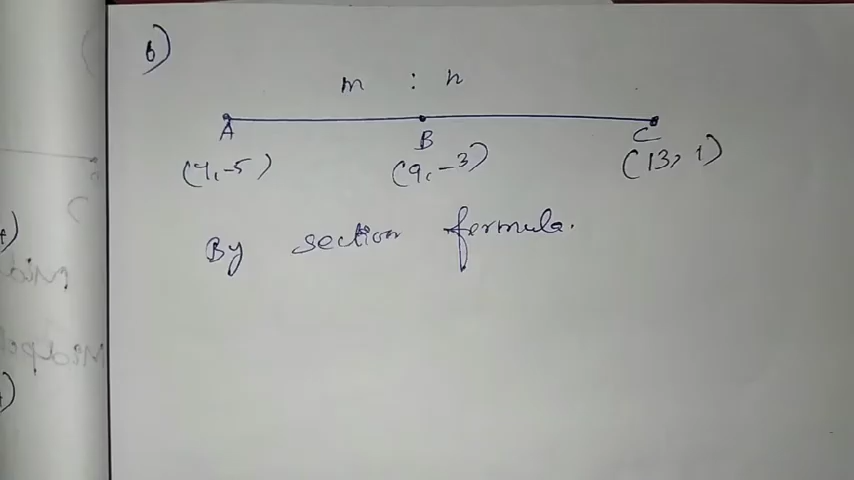 6)
m : n
A B C
(7,-5) (9,-3) (13, 1)
By section formula.